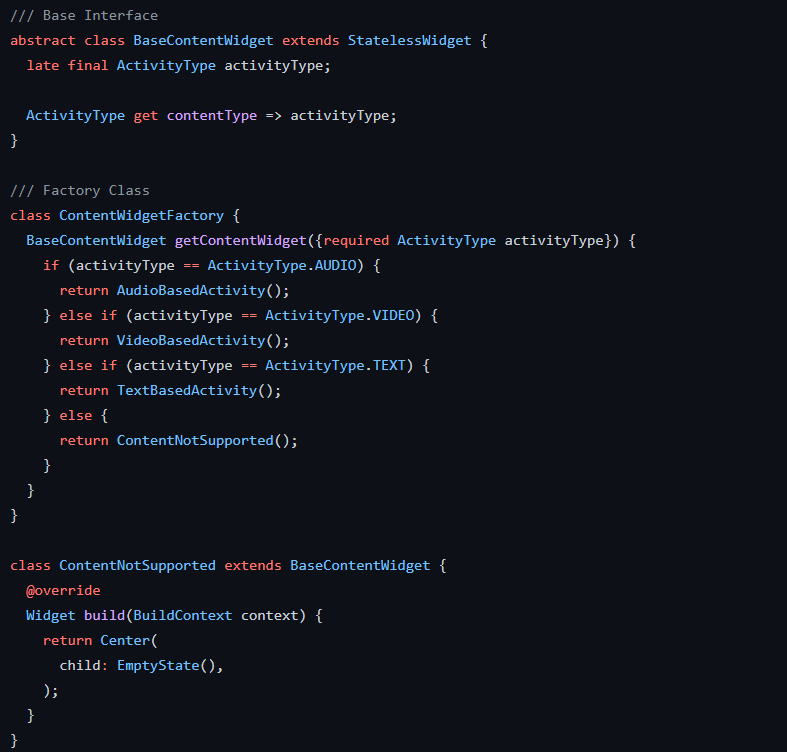 /// Base Interface
abstract class BaseContentWidget extends StatelessWidget {
  late final ActivityType activityType;

  ActivityType get contentType => activityType;
}

/// Factory Class
class ContentWidgetFactory {
  BaseContentWidget getContentWidget({required ActivityType activityType}) {
    if (activityType == ActivityType.AUDIO) {
      return AudioBasedActivity();
    } else if (activityType == ActivityType.VIDEO) {
      return VideoBasedActivity();
    } else if (activityType == ActivityType.TEXT) {
      return TextBasedActivity();
    } else {
      return ContentNotSupported();
    }
  }
}

class ContentNotSupported extends BaseContentWidget {
  @override
  Widget build(BuildContext context) {
    return Center(
      child: EmptyState(),
    );
  }
}